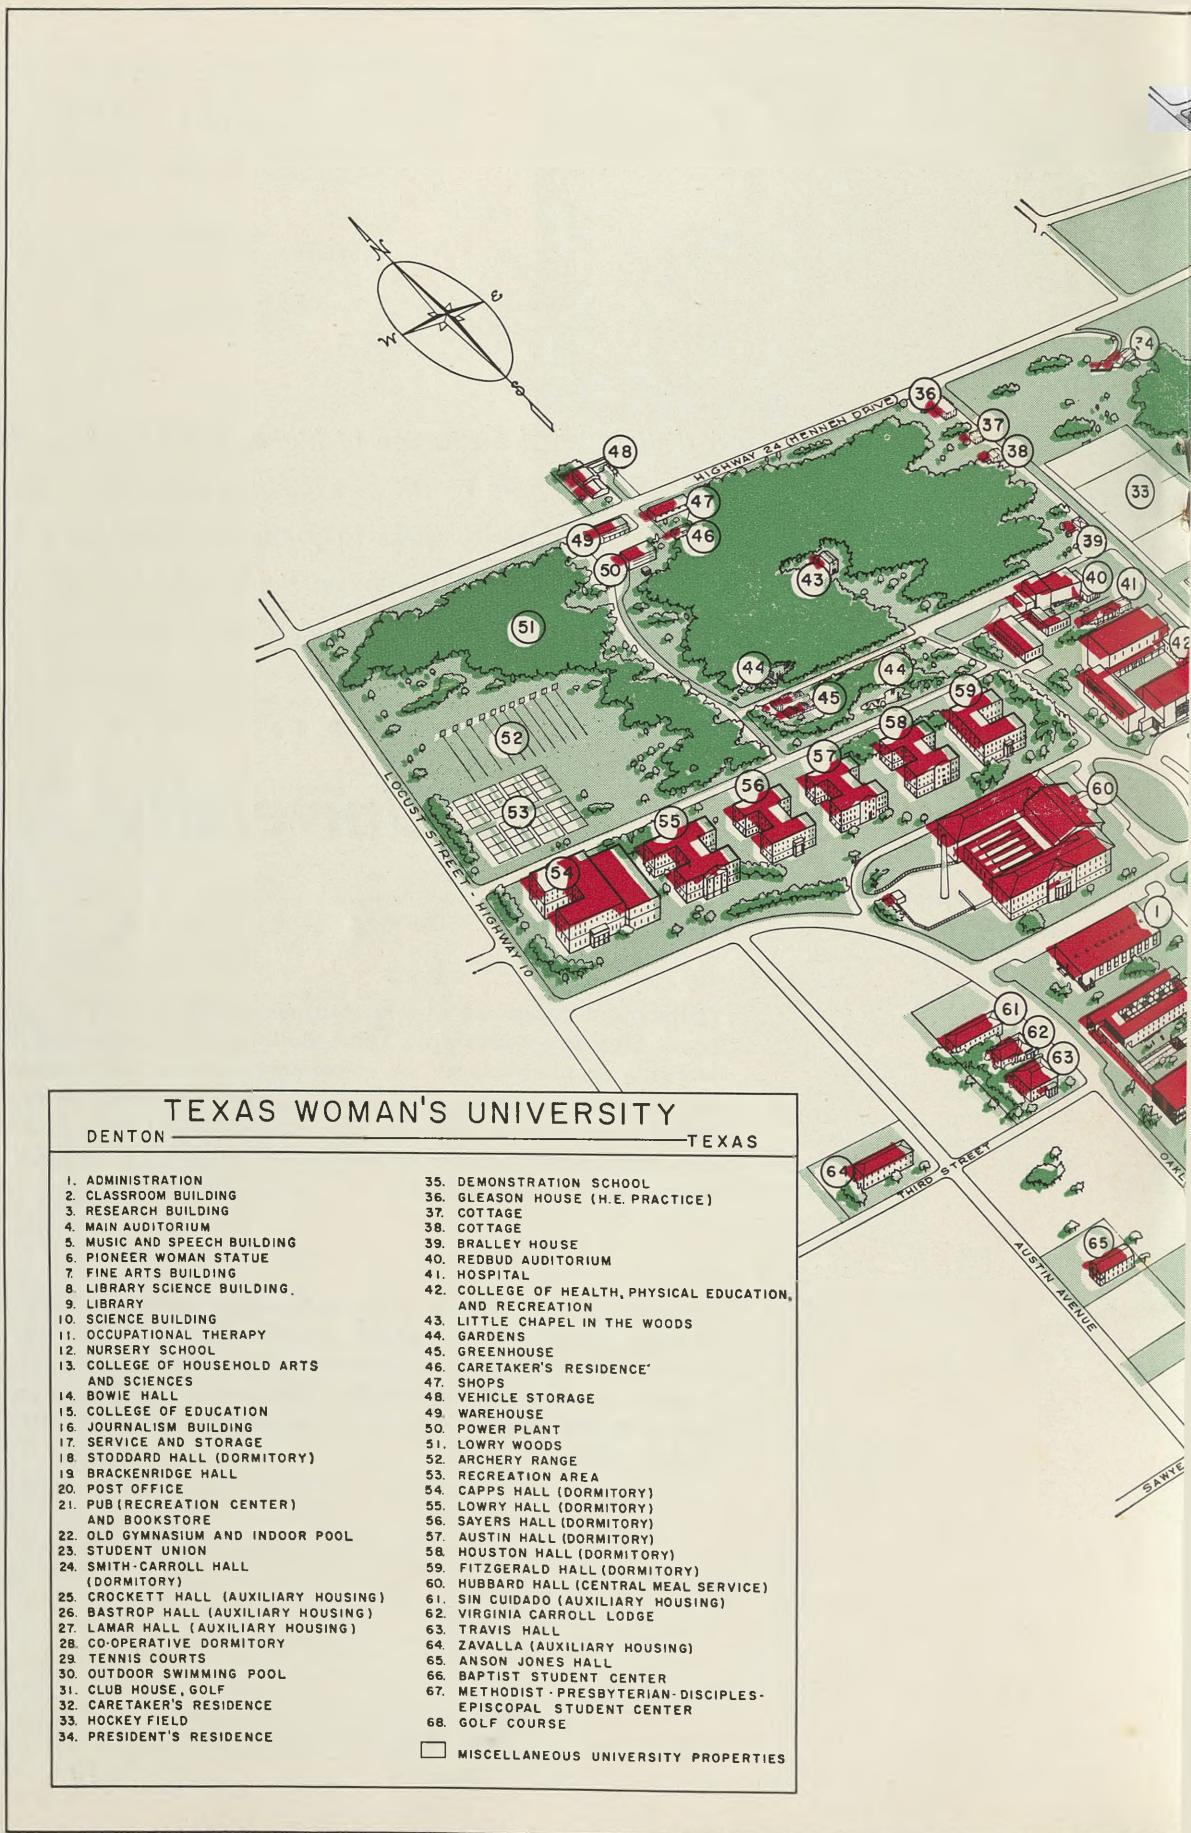 N
E
W
S
34
36
37
38
33
HIGHWAY 24 (HENNEN DRIVE)
48
47
49
46
50
39
43
40
41
51
42
44
44
45
59
58
52
57
60
56
53
55
54
LOCUST STREET - HIGHWAY 10
1
61
62
63
64
THIRD STREET
65
AUSTIN AVENUE
TEXAS WOMAN'S UNIVERSITY
DENTON TEXAS
1. ADMINISTRATION
2. CLASSROOM BUILDING
3. RESEARCH BUILDING
4. MAIN AUDITORIUM
5. MUSIC AND SPEECH BUILDING
6. PIONEER WOMAN STATUE
7. FINE ARTS BUILDING
8. LIBRARY SCIENCE BUILDING.
9. LIBRARY
10. SCIENCE BUILDING
11. OCCUPATIONAL THERAPY
12. NURSERY SCHOOL
13. COLLEGE OF HOUSEHOLD ARTS
AND SCIENCES
14. BOWIE HALL
15. COLLEGE OF EDUCATION
16. JOURNALISM BUILDING
17. SERVICE AND STORAGE
18. STODDARD HALL (DORMITORY)
19. BRACKENRIDGE HALL
20. POST OFFICE
21. PUB (RECREATION CENTER)
AND BOOKSTORE
22. OLD GYMNASIUM AND INDOOR POOL
23. STUDENT UNION
24. SMITH-CARROLL HALL
(DORMITORY)
25. CROCKETT HALL (AUXILIARY HOUSING)
26. BASTROP HALL (AUXILIARY HOUSING)
27. LAMAR HALL (AUXILIARY HOUSING)
28. CO-OPERATIVE DORMITORY
29. TENNIS COURTS
30. OUTDOOR SWIMMING POOL
31. CLUB HOUSE, GOLF
32. CARETAKER'S RESIDENCE
33. HOCKEY FIELD
34. PRESIDENT'S RESIDENCE
35. DEMONSTRATION SCHOOL
36. GLEASON HOUSE (H.E. PRACTICE)
37. COTTAGE
38. COTTAGE
39. BRALLEY HOUSE
40. REDBUD AUDITORIUM
41. HOSPITAL
42. COLLEGE OF HEALTH, PHYSICAL EDUCATION,
AND RECREATION
43. LITTLE CHAPEL IN THE WOODS
44. GARDENS
45. GREENHOUSE
46. CARETAKER'S RESIDENCE
47. SHOPS
48. VEHICLE STORAGE
49. WAREHOUSE
50. POWER PLANT
51. LOWRY WOODS
52. ARCHERY RANGE
53. RECREATION AREA
54. CAPPS HALL (DORMITORY)
55. LOWRY HALL (DORMITORY)
56. SAYERS HALL (DORMITORY)
57. AUSTIN HALL (DORMITORY)
58. HOUSTON HALL (DORMITORY)
59. FITZGERALD HALL (DORMITORY)
60. HUBBARD HALL (CENTRAL MEAL SERVICE)
61. SIN CUIDADO (AUXILIARY HOUSING)
62. VIRGINIA CARROLL LODGE
63. TRAVIS HALL
64. ZAVALLA (AUXILIARY HOUSING)
65. ANSON JONES HALL
66. BAPTIST STUDENT CENTER
67. METHODIST - PRESBYTERIAN - DISCIPLES -
EPISCOPAL STUDENT CENTER
68. GOLF COURSE
MISCELLANEOUS UNIVERSITY PROPERTIES